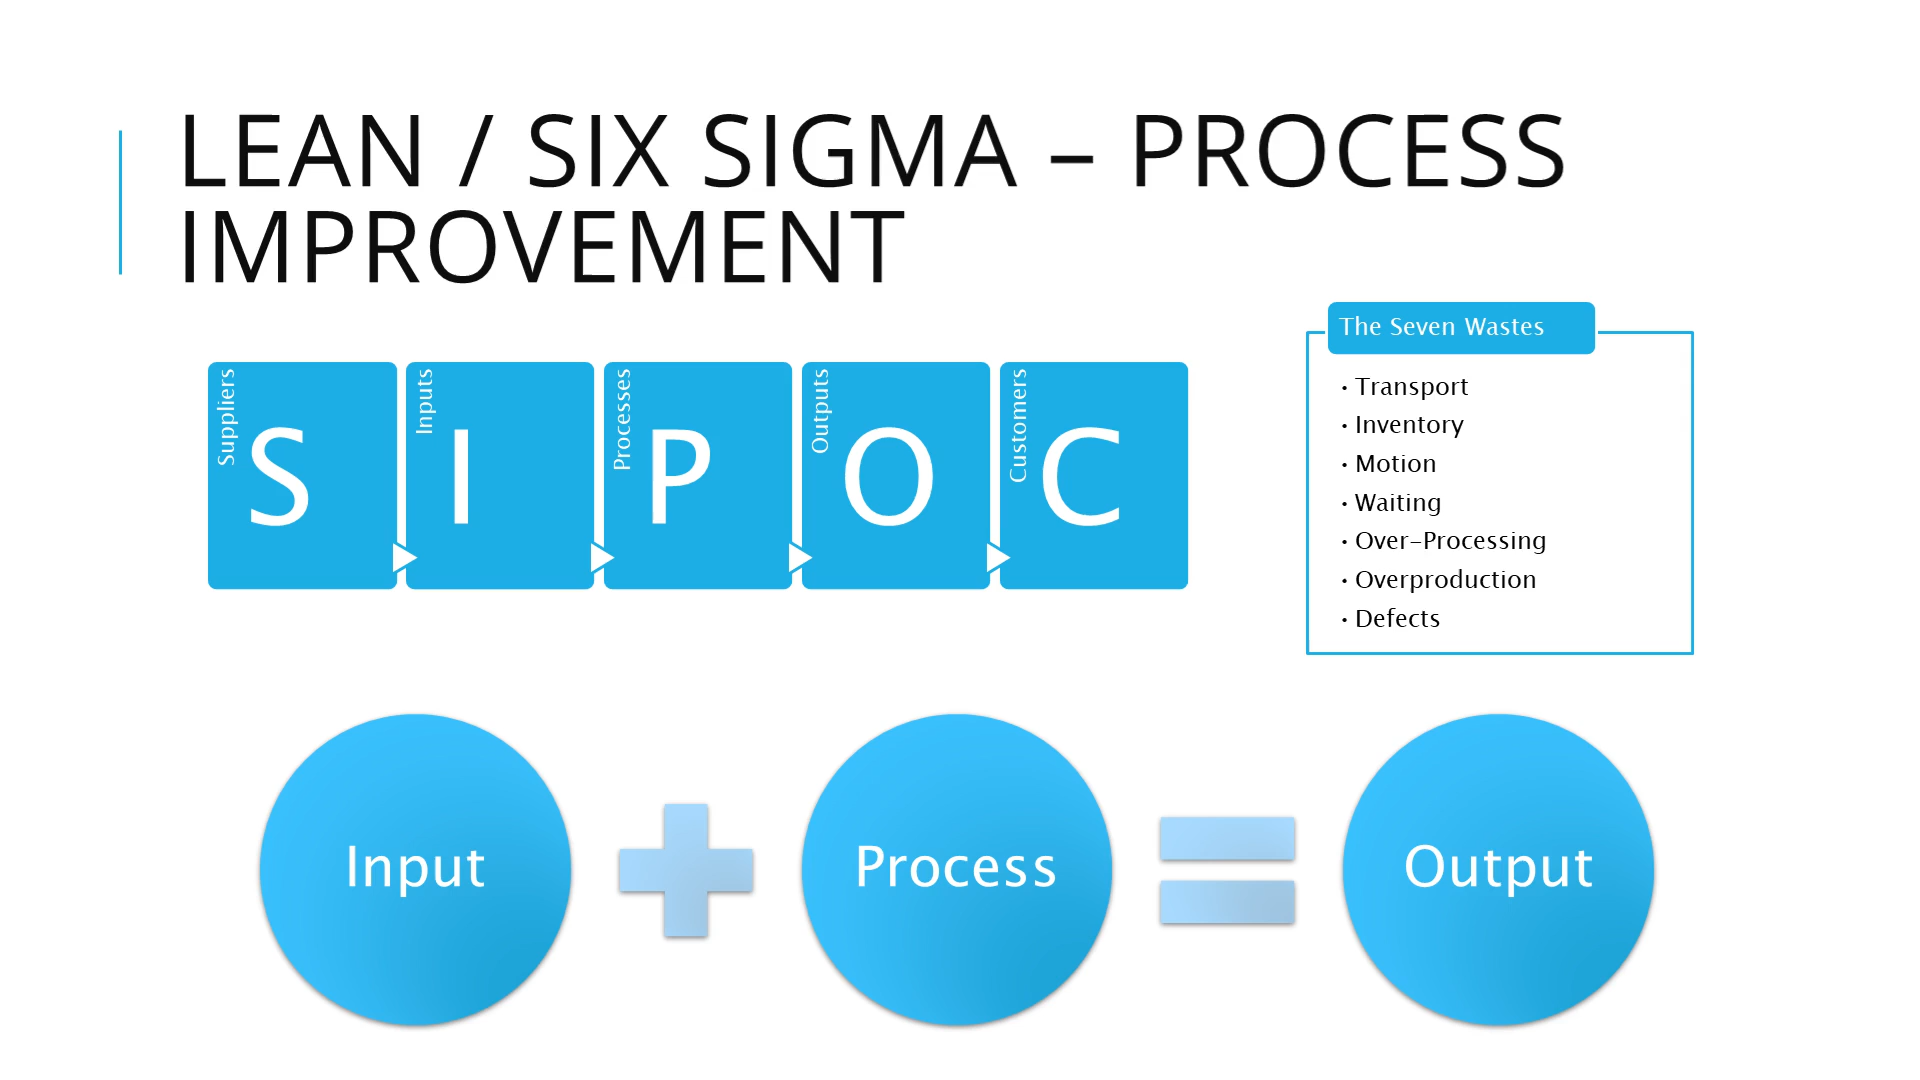 LEAN / SIX SIGMA – PROCESS
IMPROVEMENT
Suppliers
S
Inputs
I
Processes
P
Outputs
O
Customers
C
The Seven Wastes
• Transport
• Inventory
• Motion
• Waiting
• Over-Processing
• Overproduction
• Defects
Input
Process
Output